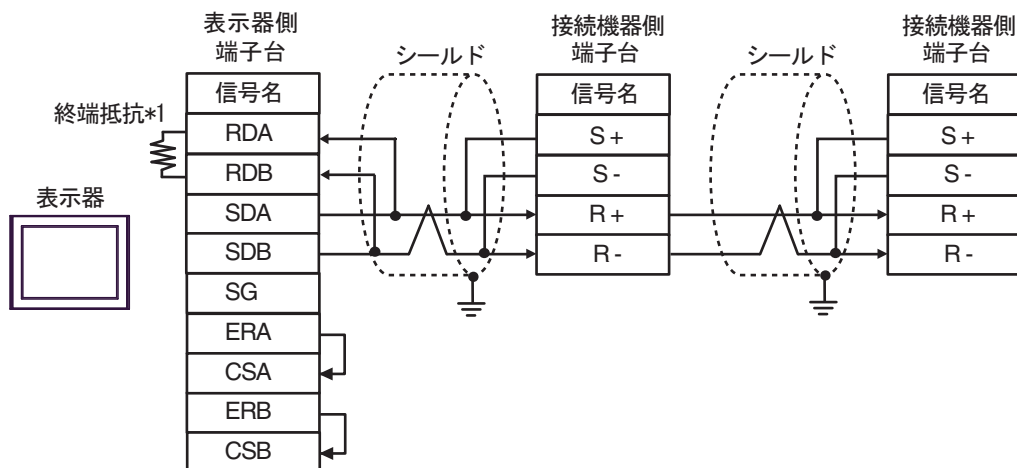 表示器側
端子台
信号名
終端抵抗*1
RDA
RDB
SDA
SDB
SG
ERA
CSA
ERB
CSB
表示器
シールド
接続機器側
端子台
信号名
S +
S -
R +
R -
シールド
接続機器側
端子台
信号名
S +
S -
R +
R -